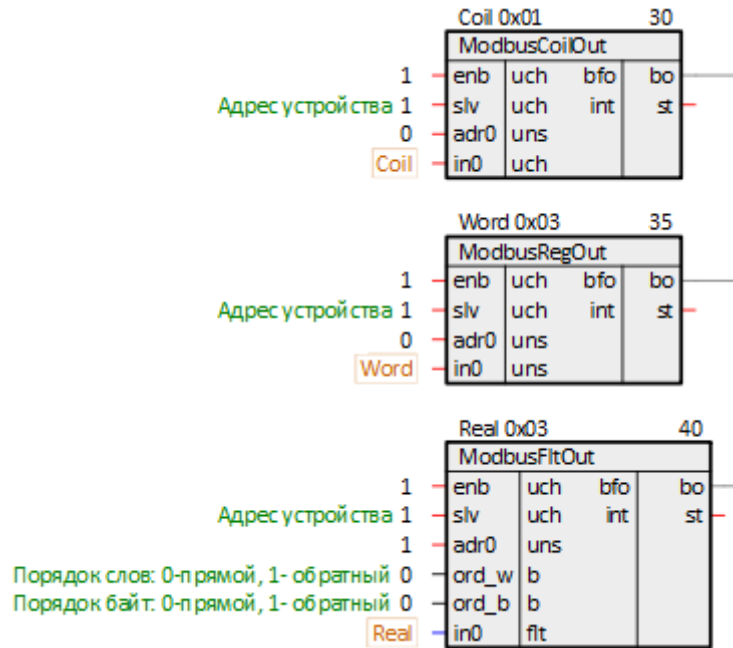 Coil 0x01 30
ModbusCoilOut
1 enb uch bfo bo
Адрес устройства 1 slv uch int st
0 adr0 uns
Coil in0 uch
Word 0x03 35
ModbusRegOut
1 enb uch bfo bo
Адрес устройства 1 slv uch int st
0 adr0 uns
Word in0 uns
Real 0x03 40
ModbusFltOut
1 enb uch bfo bo
Адрес устройства 1 slv uch int st
1 adr0 uns
Порядок слов: 0-прямой, 1- обратный 0 ord_w b
Порядок байт: 0-прямой, 1- обратный 0 ord_b b
Real in0 flt